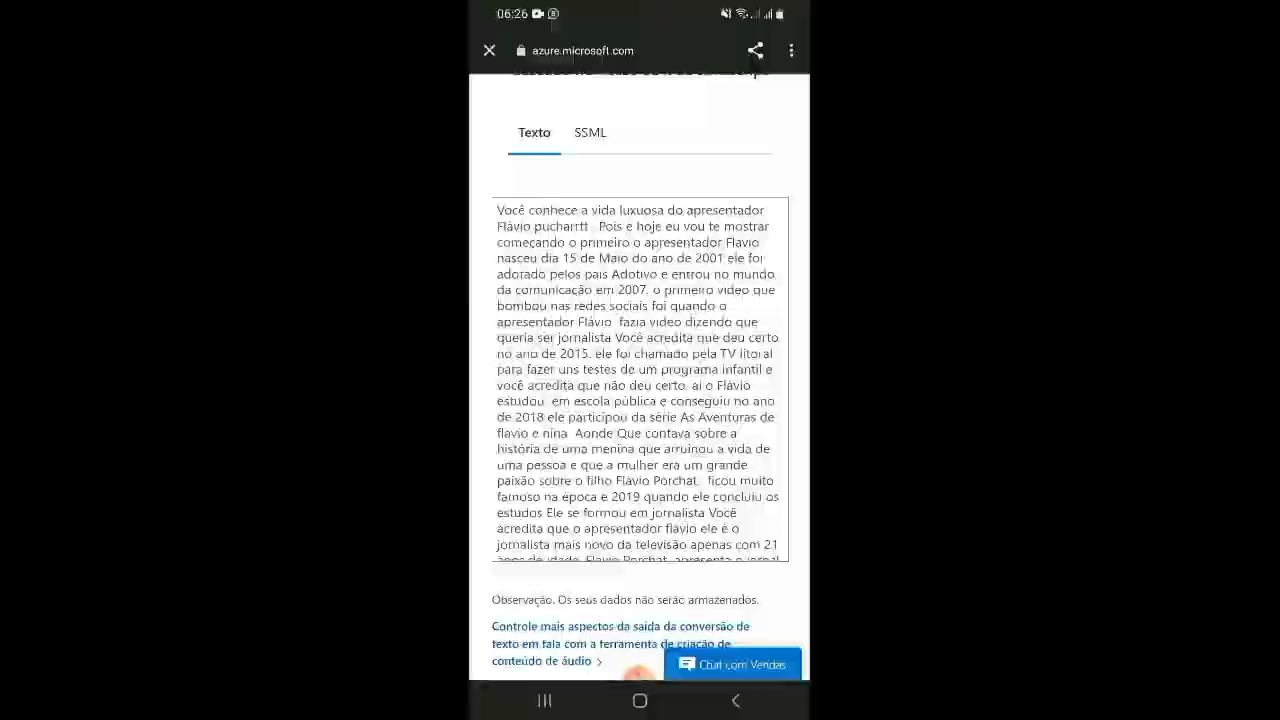 06:26
azure.microsoft.com
Texto SSML
Você conhece a vida luxuosa do apresentador
Flávio puchartt . Pois e hoje eu vou te mostrar
começando o primeiro o apresentador Flavio
nasceu dia 15 de Maio do ano de 2001 ele foi
adotado pelos pais Adotivo e entrou no mundo
da comunicação em 2007. o primeiro video que
bombou nas redes sociais foi quando o
apresentador Flávio fazia video dizendo que
queria ser jornalista Você acredita que deu certo
no ano de 2015. ele foi chamado pela TV litoral
para fazer uns testes de um programa infantil e
você acredita que não deu certo ai o Flávio
estudou em escola pública e conseguiu no ano
de 2018 ele participou da série As Aventuras de
flavio e nina Aonde Que contava sobre a
história de uma menina que arruinou a vida de
uma pessoa e que a mulher era um grande
paixão sobre o filho Flavio Porchat ficou muito
famoso na época e 2019 quando ele concluiu os
estudos Ele se formou em jornalista Você
acredita que o apresentador flávio ele é o
jornalista mais novo da televisão apenas com 21
anos de idade Flavio Porchat apresenta o jornal
Observação. Os seus dados não serão armazenados.
Controle mais aspectos da saída da conversão de
texto em fala com a ferramenta de criação de
conteúdo de áudio >
Chat com Vendas